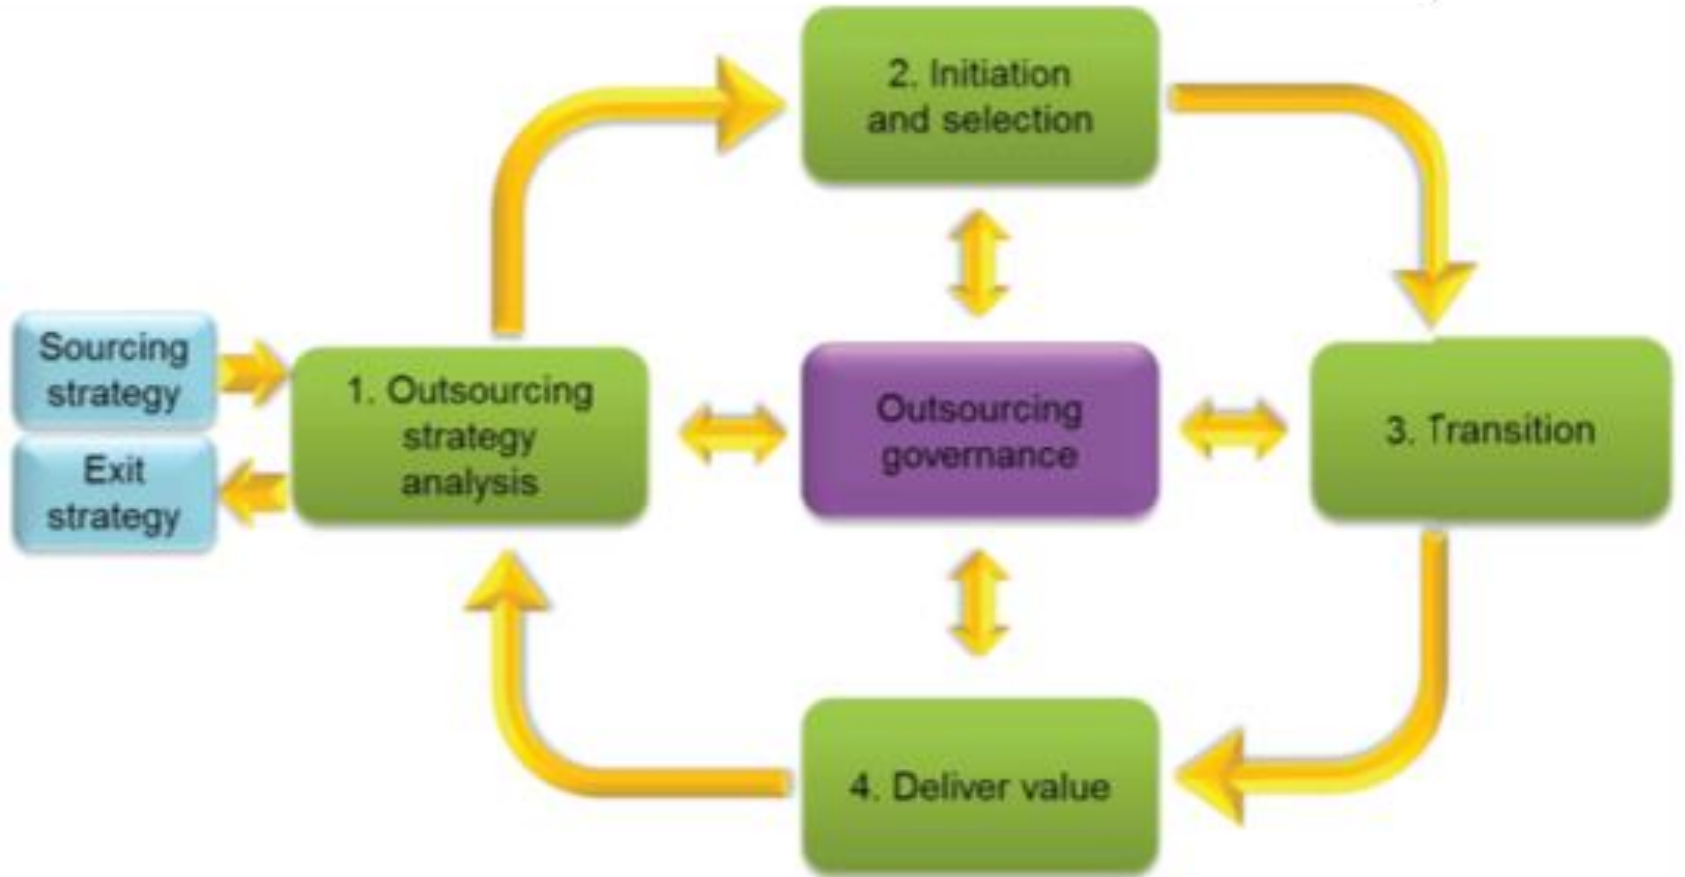 2. Initiation
and selection
Sourcing
strategy
Exit
strategy
1. Outsourcing
strategy
analysis
Outsourcing
governance
3. Transition
4. Deliver value